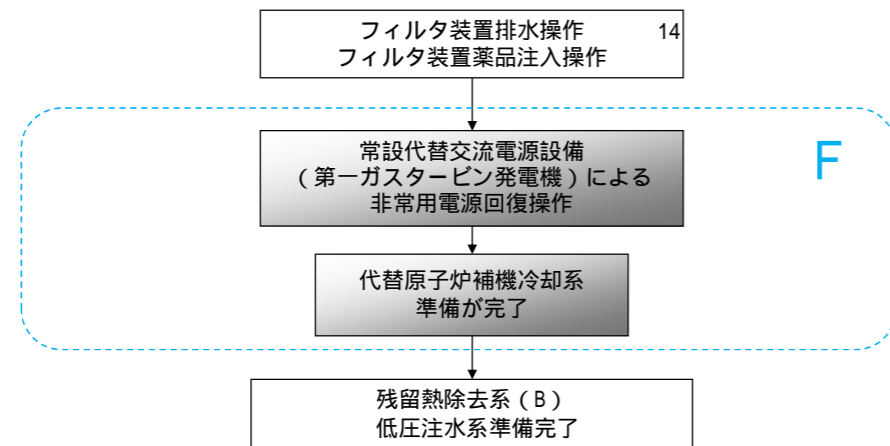 フィルタ装置排水操作 14
フィルタ装置薬品注入操作
F
常設代替交流電源設備
(第一ガスタービン発電機)による
非常用電源回復操作
代替原子炉補機冷却系
準備が完了
残留熱除去系(B)
低圧注水系準備完了